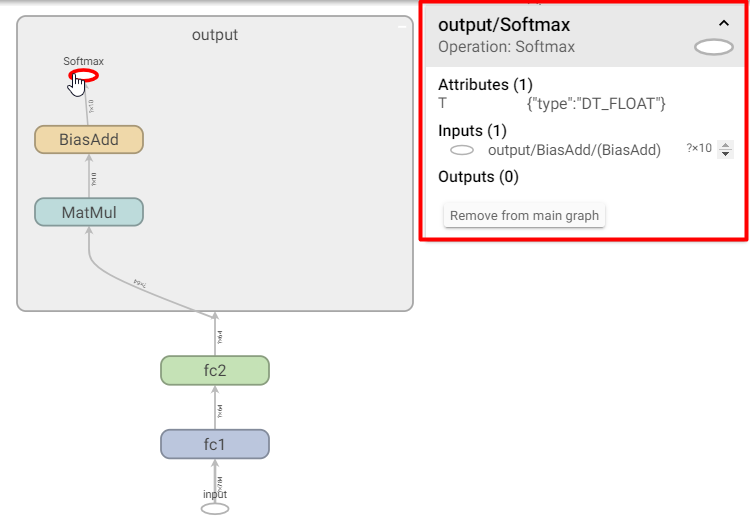 output
Softmax
?×10
BiasAdd
?×10
MatMul
?×64
?×64
fc2
?×64
fc1
?×784
input
output/Softmax
Operation: Softmax
Attributes (1)
T {"type":"DT_FLOAT"}
Inputs (1)
output/BiasAdd/(BiasAdd) ?×10
Outputs (0)
Remove from main graph